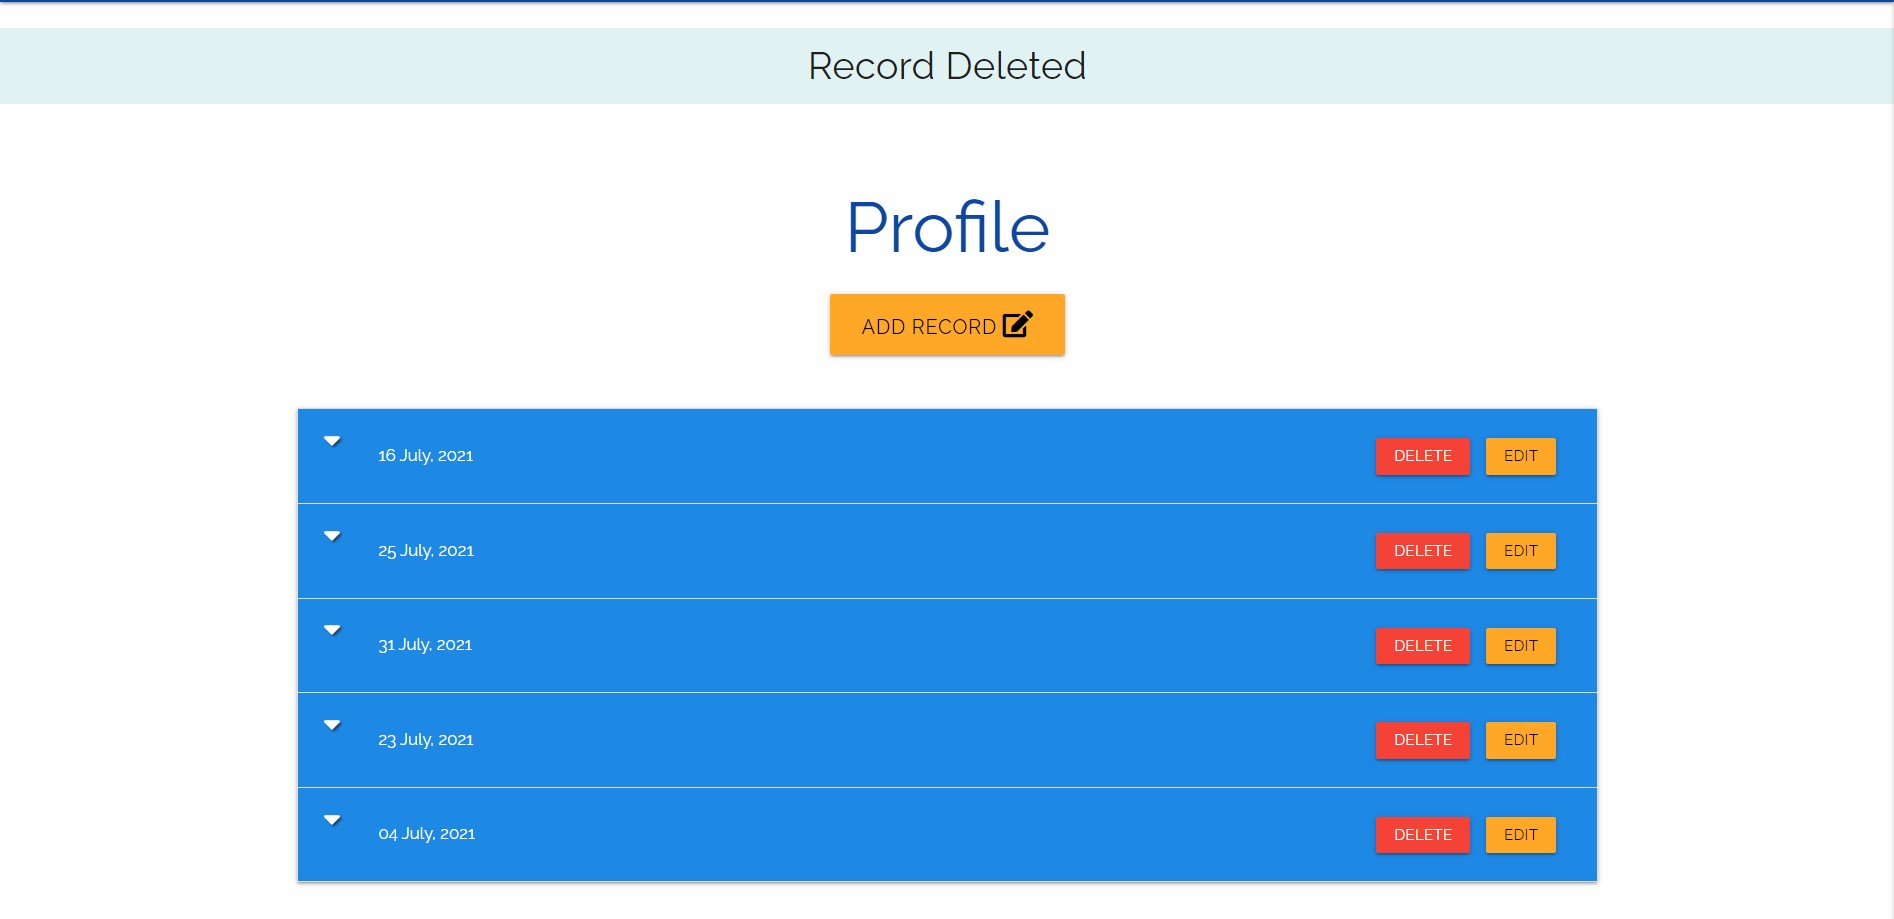 Record Deleted
Profile
ADD RECORD
16 July, 2021 DELETE EDIT
25 July, 2021 DELETE EDIT
31 July, 2021 DELETE EDIT
23 July, 2021 DELETE EDIT
04 July, 2021 DELETE EDIT